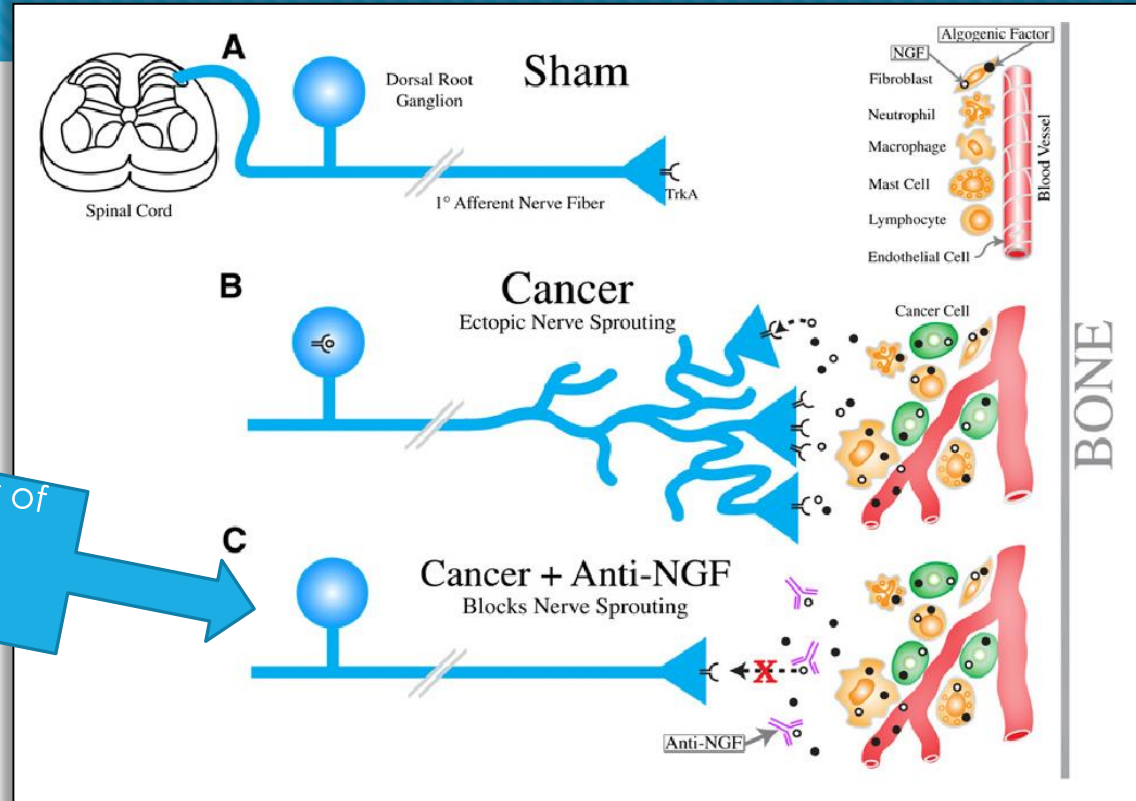 A
Sham
Dorsal Root
Ganglion
Spinal Cord
1° Afferent Nerve Fiber
TrkA
Algogenic Factor
NGF
Fibroblast
Neutrophil
Macrophage
Mast Cell
Lymphocyte
Endothelial Cell
Blood Vessel
B
Cancer
Ectopic Nerve Sprouting
Cancer Cell
BONE
of
C
Cancer + Anti-NGF
Blocks Nerve Sprouting
X
Anti-NGF